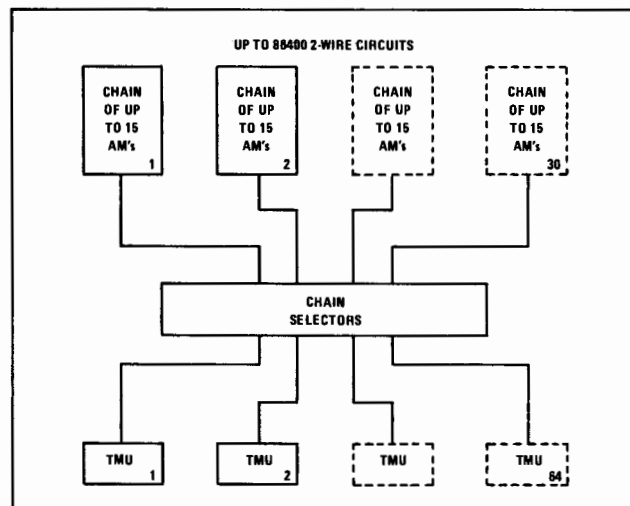 UP TO 86400 2-WIRE CIRCUITS
CHAIN
OF UP
TO 15
AM's
1
CHAIN
OF UP
TO 15
AM's
2
CHAIN
OF UP
TO 15
AM's
CHAIN
OF UP
TO 15
AM's
30
CHAIN
SELECTORS
TMU
1
TMU
2
TMU
TMU
64